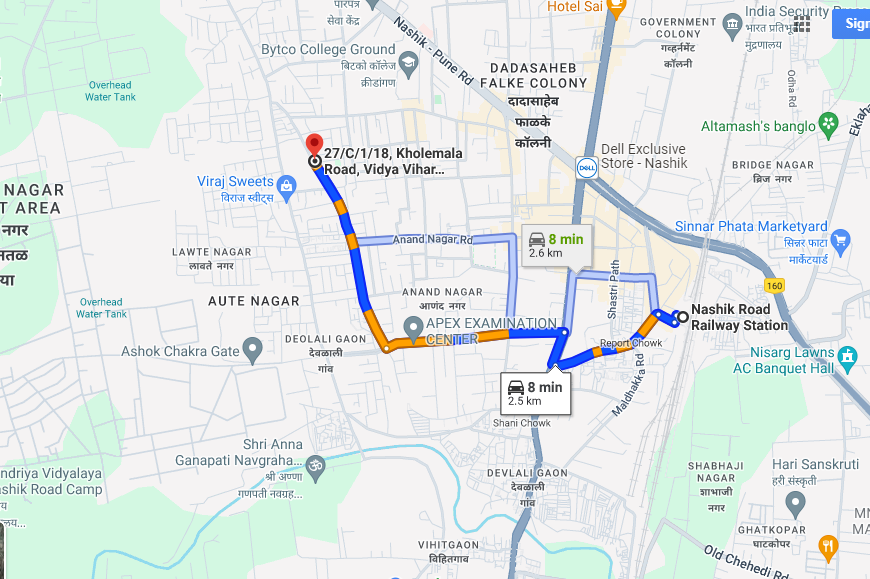 Hotel Sai
India Security Press
भारत प्रतिभूति
मुद्रणालय
Sign
पारपत्र
सेवा केंद्र
GOVERNMENT
COLONY
गव्हर्नमेंट
कॉलनी
Nashik - Pune Rd
Bytco College Ground
बिटको कॉलेज
क्रीडांगण
DADASAHEB
FALKE COLONY
दादासाहेब
फाळके
कॉलनी
Odha Rd
Overhead
Water Tank
Altamash's banglo
Dell Exclusive
Store - Nashik
DELL
27/C/1/18, Kholemala
Road, Vidya Vihar...
BRIDGE NAGAR
ब्रिज नगर
Viraj Sweets
विराज स्वीट्स
NAGAR
T AREA
नगर
Sinnar Phata Marketyard
सिन्नर फाटा
मार्केटयार्ड
Anand Nagar Rd
8 min
2.6 km
LAWTE NAGAR
लावते नगर
Shastri Path
160
ANAND NAGAR
आणंद नगर
AUTE NAGAR
Overhead
Water Tank
Nashik Road
Railway Station
APEX EXAMINATION
CENTER
DEOLALI GAON
देवळाली
गांव
Report Chowk
Ashok Chakra Gate
Nisarg Lawns
AC Banquet Hall
Maldhakka Rd
8 min
2.5 km
Shani Chowk
Shri Anna
Ganapati Navgraha...
श्री अण्णा
गणपती नवग्रह...
DEVLALI GAON
देवळाली
गांव
SHABHAJI
NAGAR
शाभाजी
नगर
Hari Sanskruti
हरी संस्कृती
ndriya Vidyalaya
shik Road Camp
GHATKOPAR
घाटकोपर
VIHITGAON
विहितगाव
Old Chehedi Rd